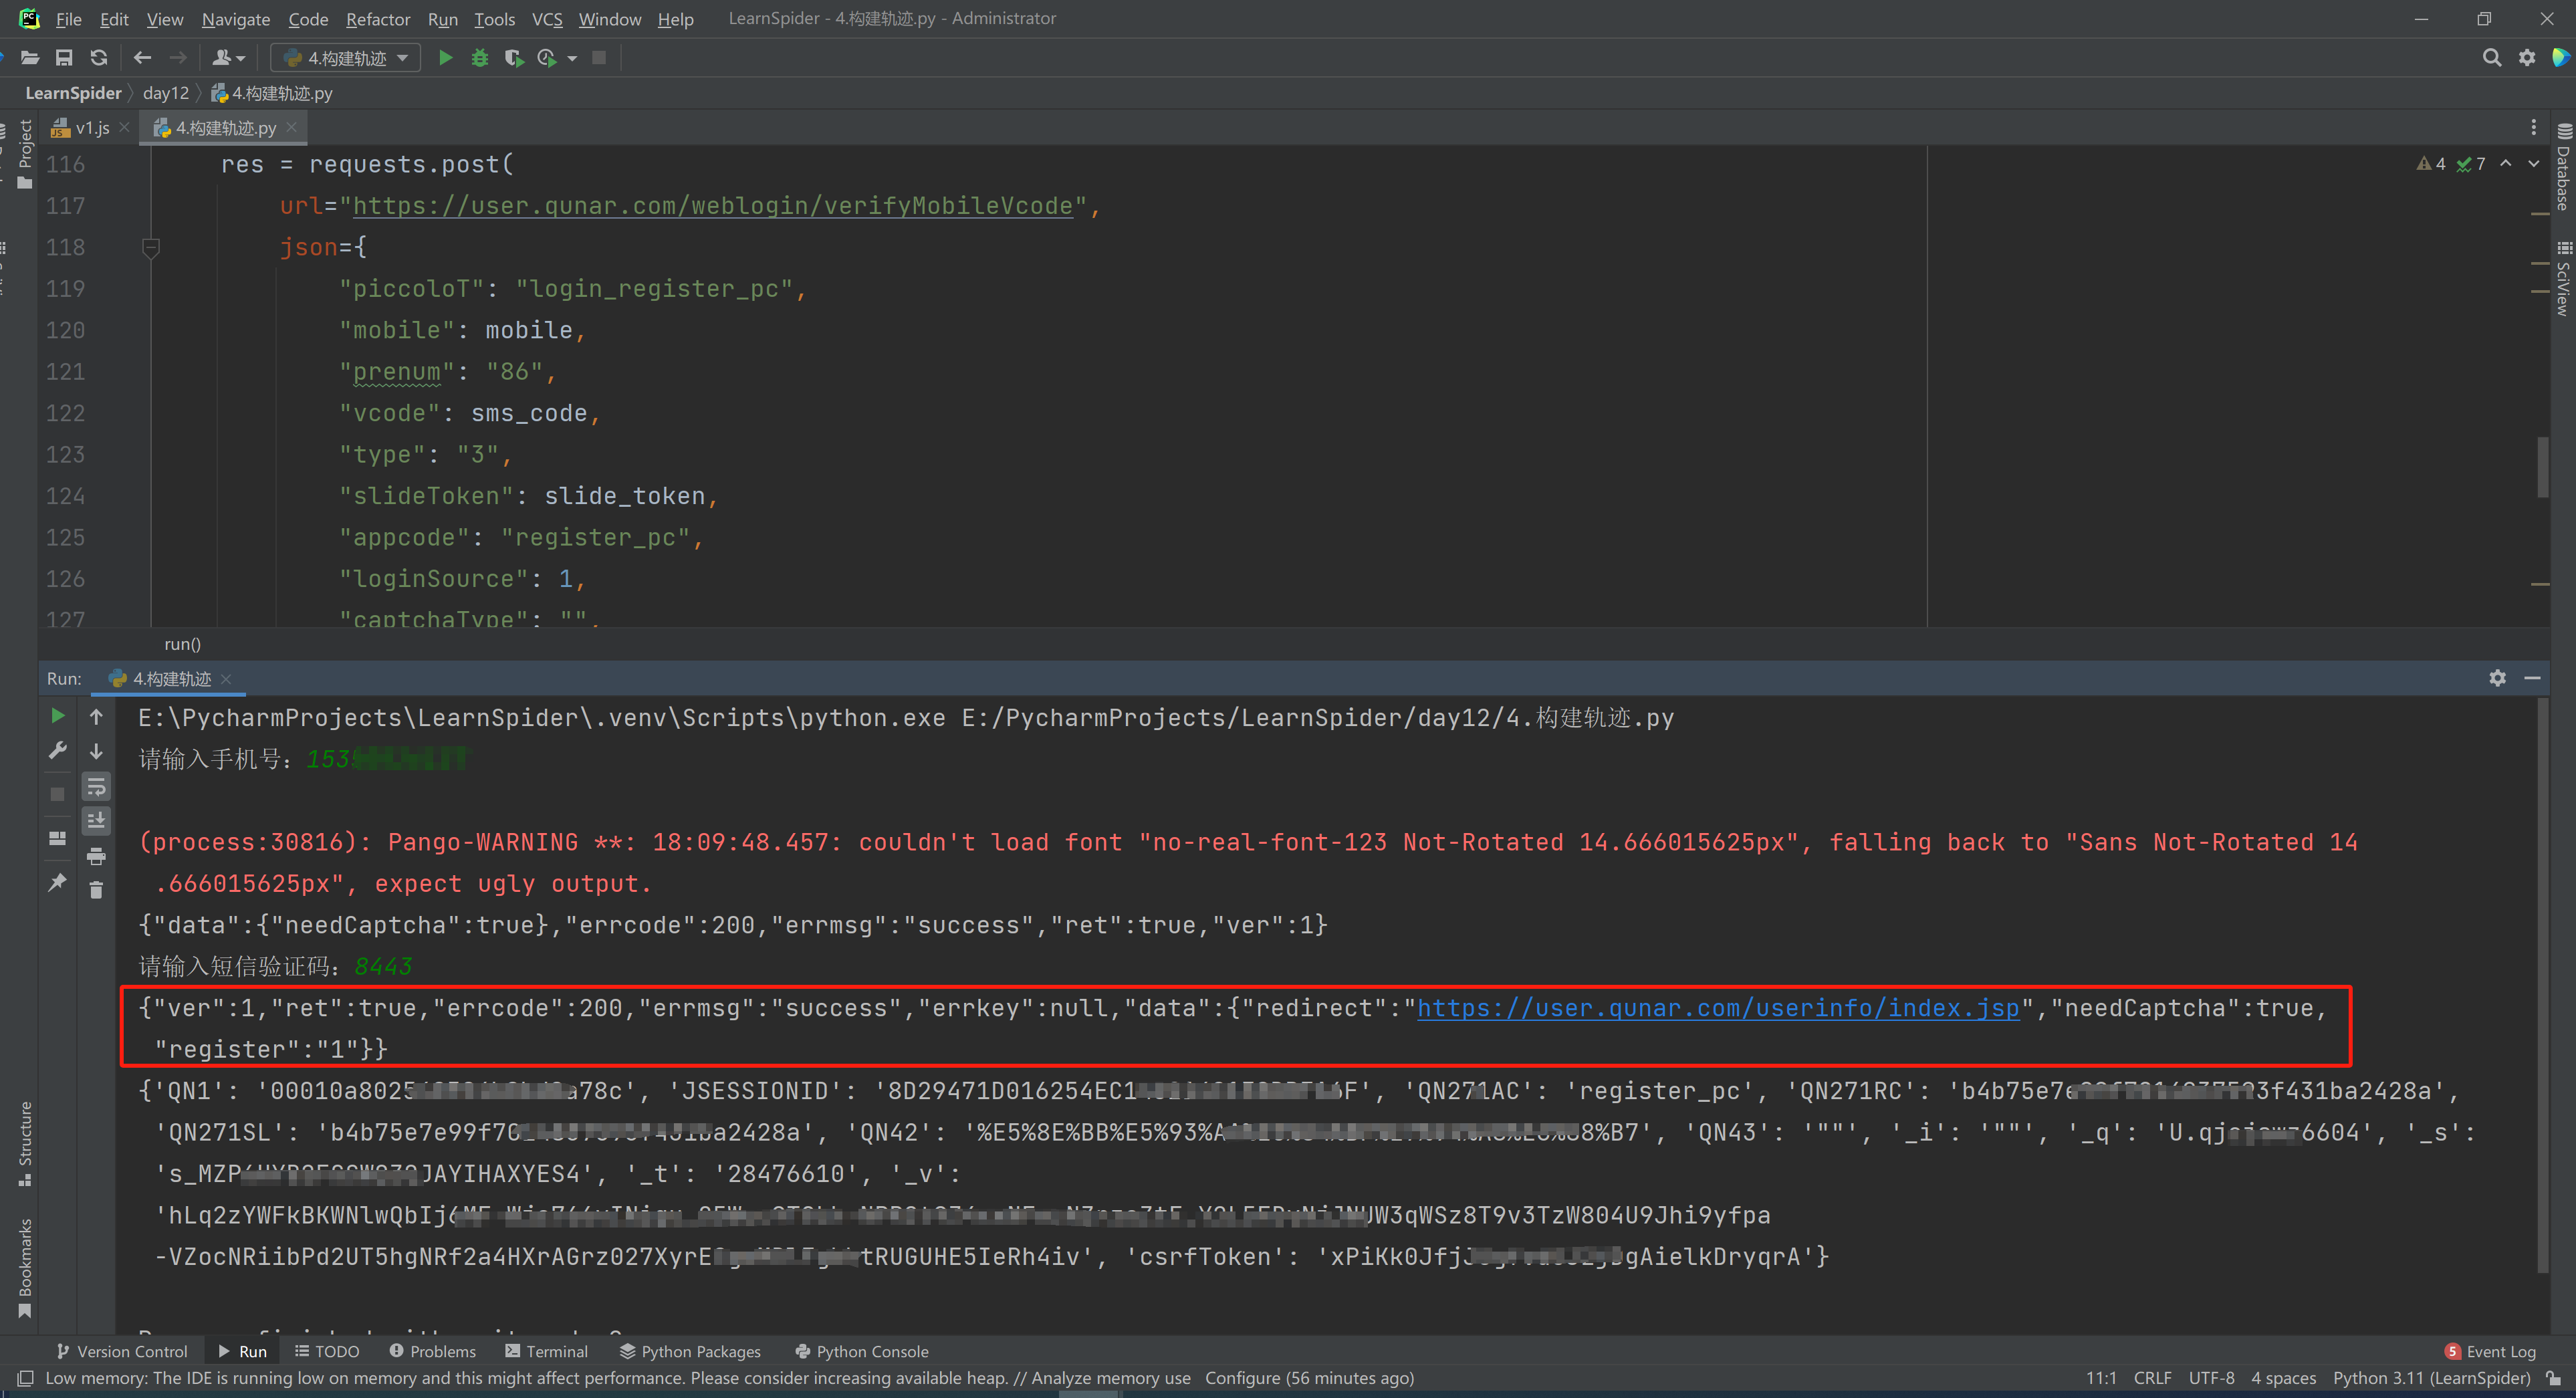 File Edit View Navigate Code Refactor Run Tools VCS Window Help LearnSpider - 4.构建轨迹.py - Administrator
4.构建轨迹
LearnSpider day12 4.构建轨迹.py
v1.js 4.构建轨迹.py
Project
Database
SciView
4 7
116 res = requests.post(
117 url="https://user.qunar.com/weblogin/verifyMobileVcode",
118 json={
119 "piccoloT": "login_register_pc",
120 "mobile": mobile,
121 "prenum": "86",
122 "vcode": sms_code,
123 "type": "3",
124 "slideToken": slide_token,
125 "appcode": "register_pc",
126 "loginSource": 1,
127 "captchaType": "",
run()
Run: 4.构建轨迹
E:\PycharmProjects\LearnSpider\.venv\Scripts\python.exe E:/PycharmProjects/LearnSpider/day12/4.构建轨迹.py
请输入手机号：153
(process:30816): Pango-WARNING **: 18:09:48.457: couldn't load font "no-real-font-123 Not-Rotated 14.666015625px", falling back to "Sans Not-Rotated 14
.666015625px", expect ugly output.
{"data":{"needCaptcha":true},"errcode":200,"errmsg":"success","ret":true,"ver":1}
请输入短信验证码：8443
{"ver":1,"ret":true,"errcode":200,"errmsg":"success","errkey":null,"data":{"redirect":"https://user.qunar.com/userinfo/index.jsp","needCaptcha":true,
"register":"1"}}
{'QN1': '00010a8025 a78c', 'JSESSIONID': '8D29471D016254EC1 6F', 'QN271AC': 'register_pc', 'QN271RC': 'b4b75e7e 3f431ba2428a',
'QN271SL': 'b4b75e7e99f70 ba2428a', 'QN42': '%E5%8E%BB%E5%93%A 8%B7', 'QN43': '""', '_i': '""', '_q': 'U.qj 6604', '_s':
's_MZP JAYIHAXYES4', '_t': '28476610', '_v':
'hLq2zYWFkBKWNlwQbIj UW3qWSz8T9v3TzW804U9Jhi9yfpa
-VZocNRiibPd2UT5hgNRf2a4HXrAGrz027XyrE tRUGUHE5IeRh4iv', 'csrfToken': 'xPiKk0Jfj gAielkDryqrA'}
Structure
Bookmarks
Version Control Run TODO Problems Terminal Python Packages Python Console 5 Event Log
Low memory: The IDE is running low on memory and this might affect performance. Please consider increasing available heap. // Analyze memory use Configure (56 minutes ago) 11:1 CRLF UTF-8 4 spaces Python 3.11 (LearnSpider)